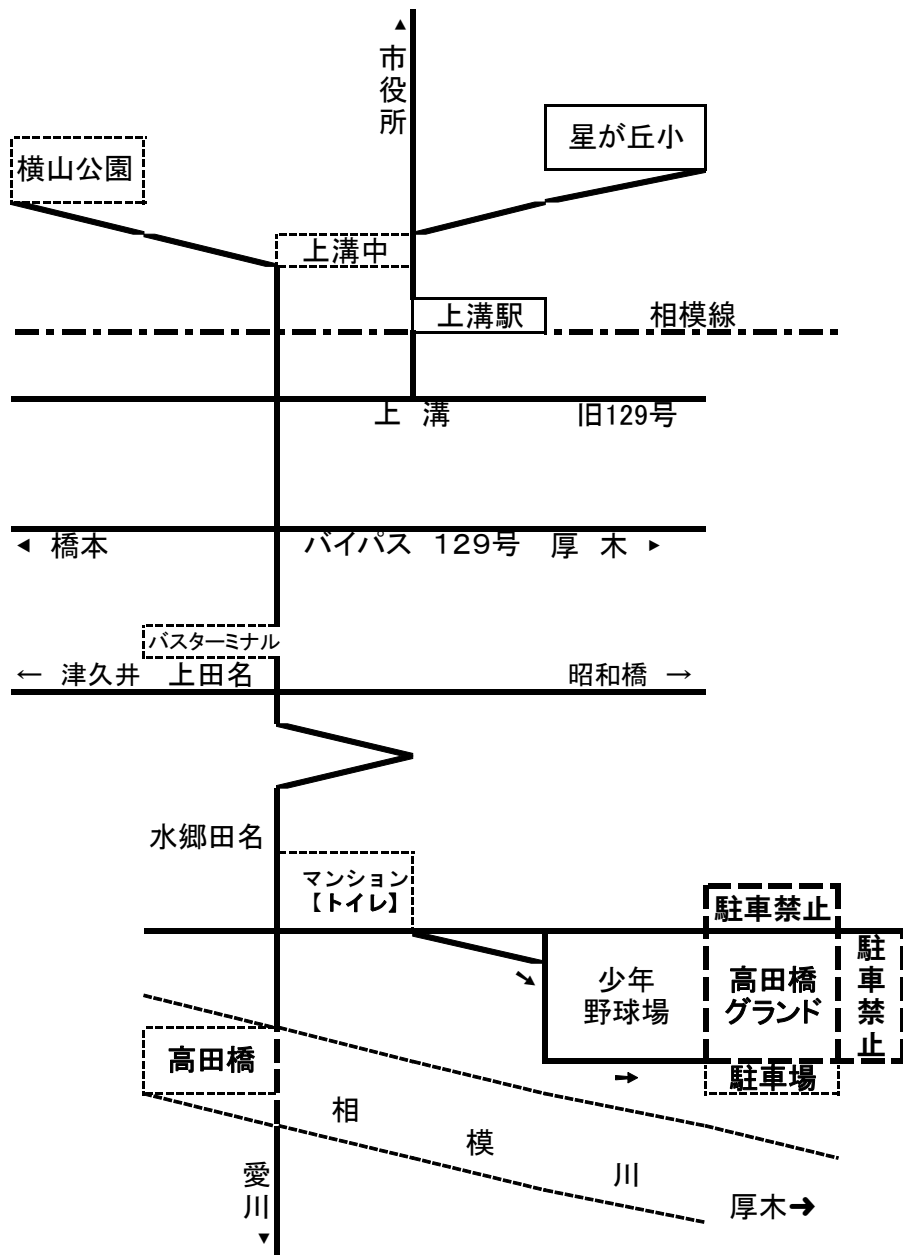 ▲
市役所
星が丘小
横山公園
上溝中
上溝駅
相模線
上 溝
旧129号
◀ 橋本
バイパス 129号 厚 木 ▶
バスターミナル
← 津久井 上田名
昭和橋 →
水郷田名
マンション
【トイレ】
駐車禁止
少年
野球場
高田橋
グランド
駐車禁止
高田橋
駐車場
相模川
愛川
▼
厚木➔